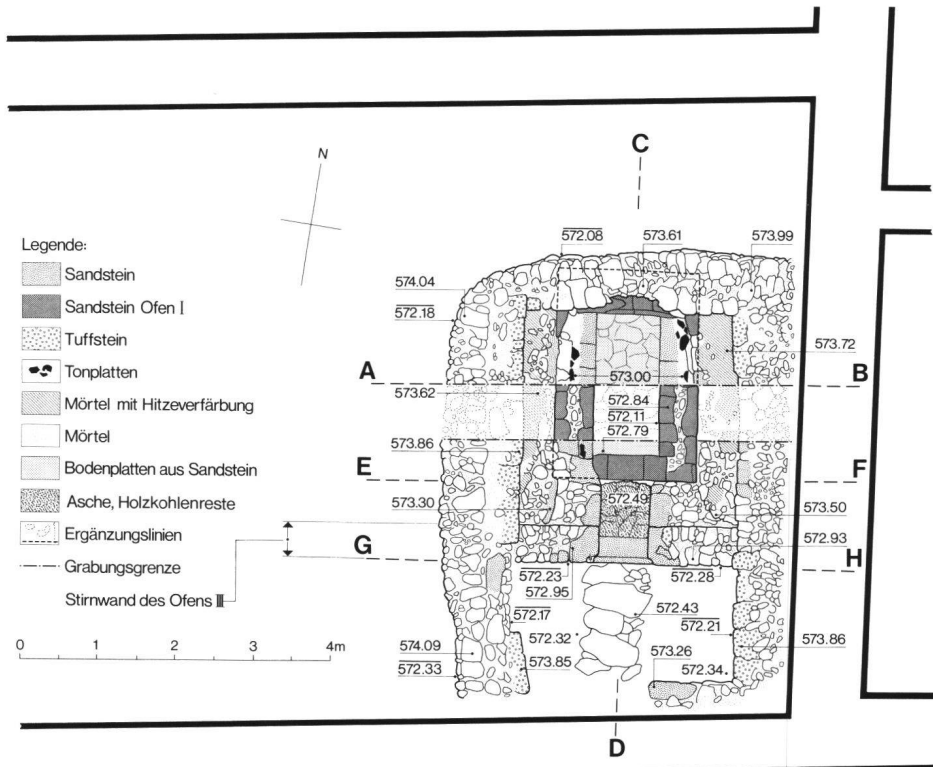 C
N
572.08
573.61
573.99
Legende:
Sandstein
Sandstein Ofen I
Tuffstein
Tonplatten
Mörtel mit Hitzeverfärbung
Mörtel
Bodenplatten aus Sandstein
Asche, Holzkohlenreste
Ergänzungslinien
Grabungsgrenze
Stirnwand des Ofens III
0 1 2 3 4m
574.04
572.18
573.72
A
B
573.00
573.62
572.84
572.11
572.79
573.86
E
F
573.30
572.49
573.50
572.93
G
H
572.23
572.28
572.95
572.17
572.43
572.21
572.32
573.86
574.09
573.26
572.33
573.85
572.34
D